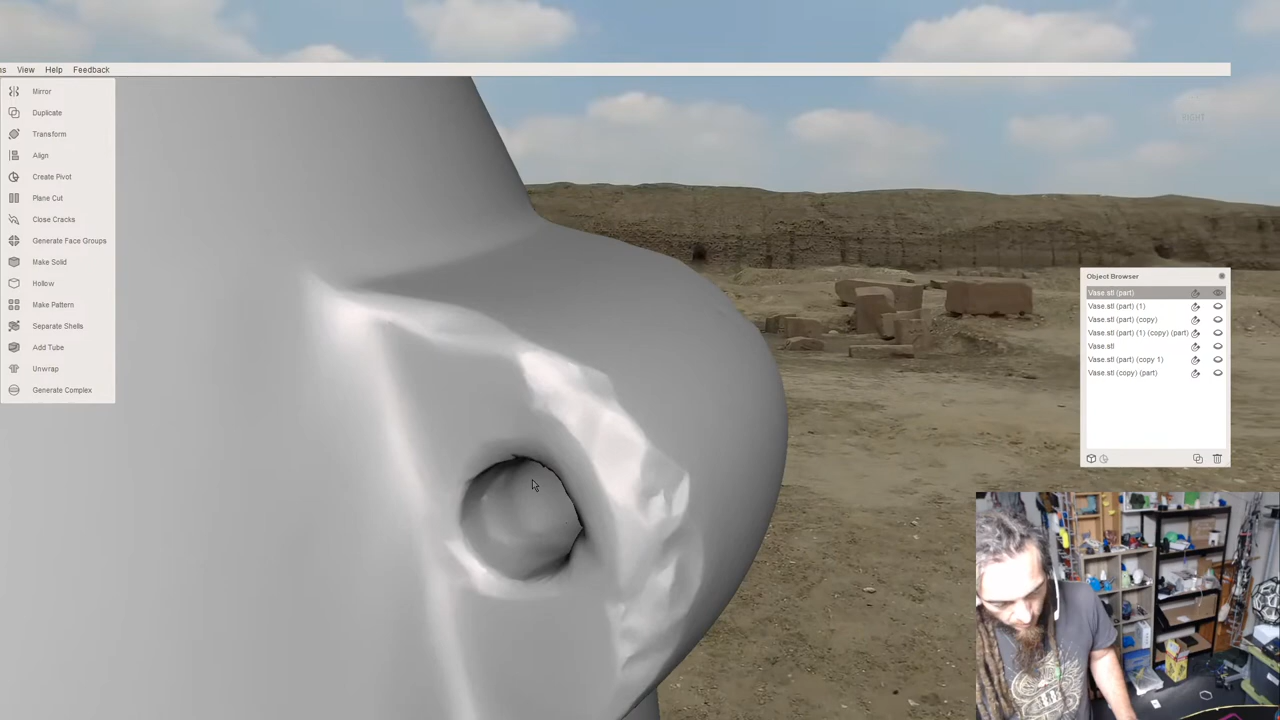 View Help Feedback
RIGHT
Mirror
Duplicate
Transform
Align
Create Pivot
Plane Cut
Close Cracks
Generate Face Groups
Make Solid
Hollow
Make Pattern
Separate Shells
Add Tube
Unwrap
Generate Complex
Object Browser
Vase.stl (part)
Vase.stl (part) (1)
Vase.stl (part) (copy)
Vase.stl (part) (1) (copy) (part)
Vase.stl
Vase.stl (part) (copy 1)
Vase.stl (copy) (part)